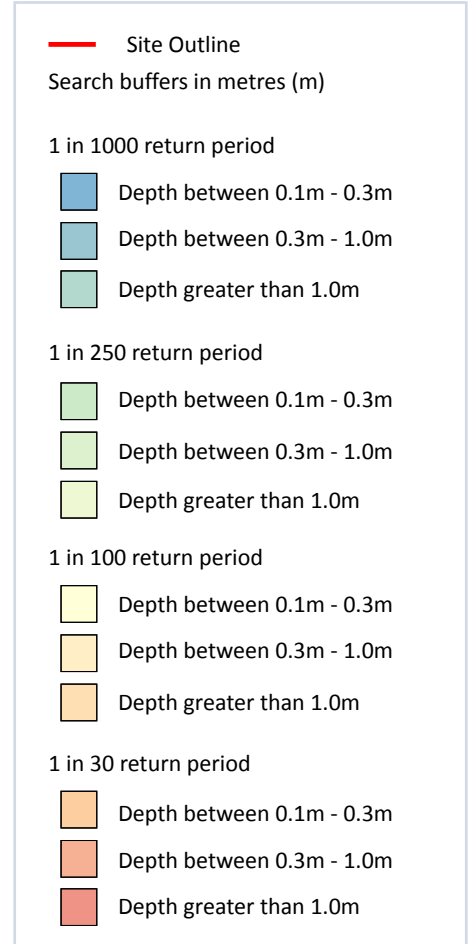 Site Outline
Search buffers in metres (m)
1 in 1000 return period
Depth between 0.1m - 0.3m
Depth between 0.3m - 1.0m
Depth greater than 1.0m
1 in 250 return period
Depth between 0.1m - 0.3m
Depth between 0.3m - 1.0m
Depth greater than 1.0m
1 in 100 return period
Depth between 0.1m - 0.3m
Depth between 0.3m - 1.0m
Depth greater than 1.0m
1 in 30 return period
Depth between 0.1m - 0.3m
Depth between 0.3m - 1.0m
Depth greater than 1.0m